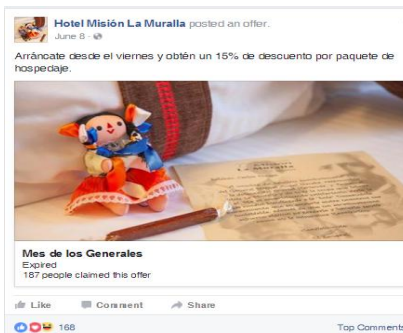 Hotel Misión La Muralla posted an offer.
June 8 ·
Arráncate desde el viernes y obtén un 15% de descuento por paquete de
hospedaje.
La Muralla
Mes de los Generales
Expired
187 people claimed this offer
Like Comment Share
168 Top Comments